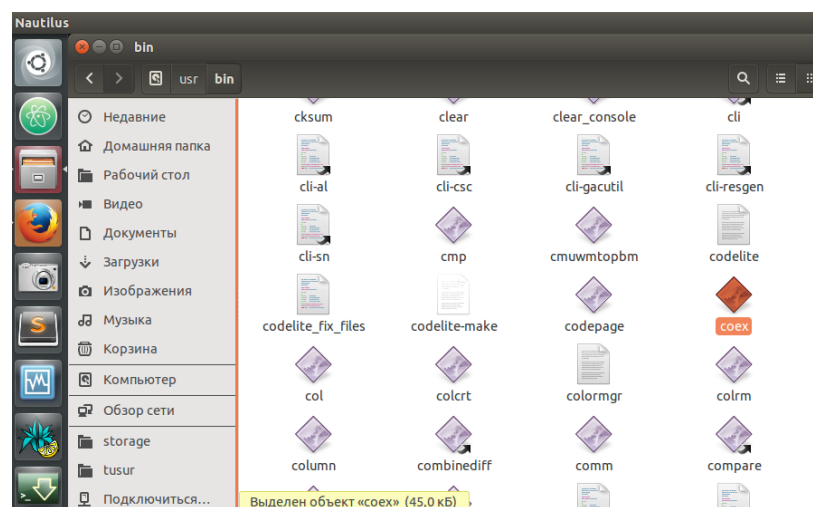 Nautilus
bin
usr bin
Недавние
Домашняя папка
Рабочий стол
Видео
Документы
Загрузки
Изображения
Музыка
Корзина
Компьютер
Обзор сети
storage
tusur
Подключиться...
cksum clear clear_console cli
cli-al cli-csc cli-gacutil cli-resgen
cli-sn cmp cmuwmtopbm codelite
codelite_fix_files codelite-make codepage coex
col colcrt colormgr colrm
column combinediff comm compare
Выделен объект «coex» (45,0 кБ)